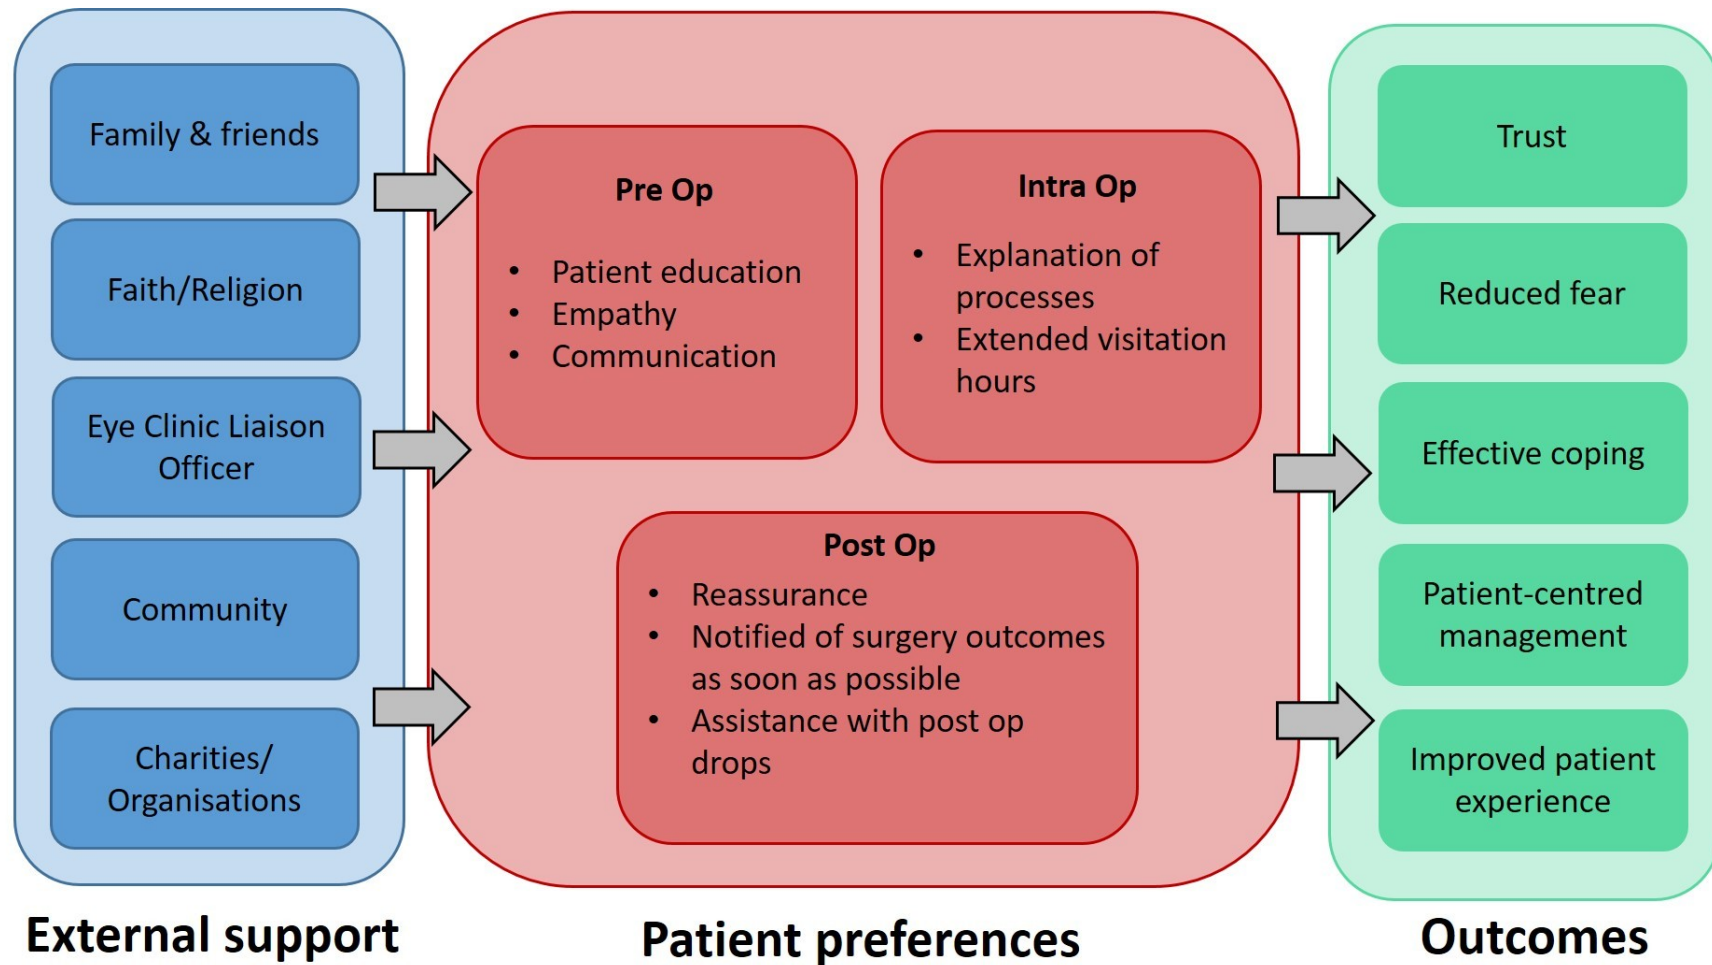 Family & friends
Faith/Religion
Eye Clinic Liaison
Officer
Community
Charities/
Organisations
External support
Pre Op
• Patient education
• Empathy
• Communication
Intra Op
• Explanation of
processes
• Extended visitation
hours
Post Op
• Reassurance
• Notified of surgery outcomes
as soon as possible
• Assistance with post op
drops
Patient preferences
Trust
Reduced fear
Effective coping
Patient-centred
management
Improved patient
experience
Outcomes